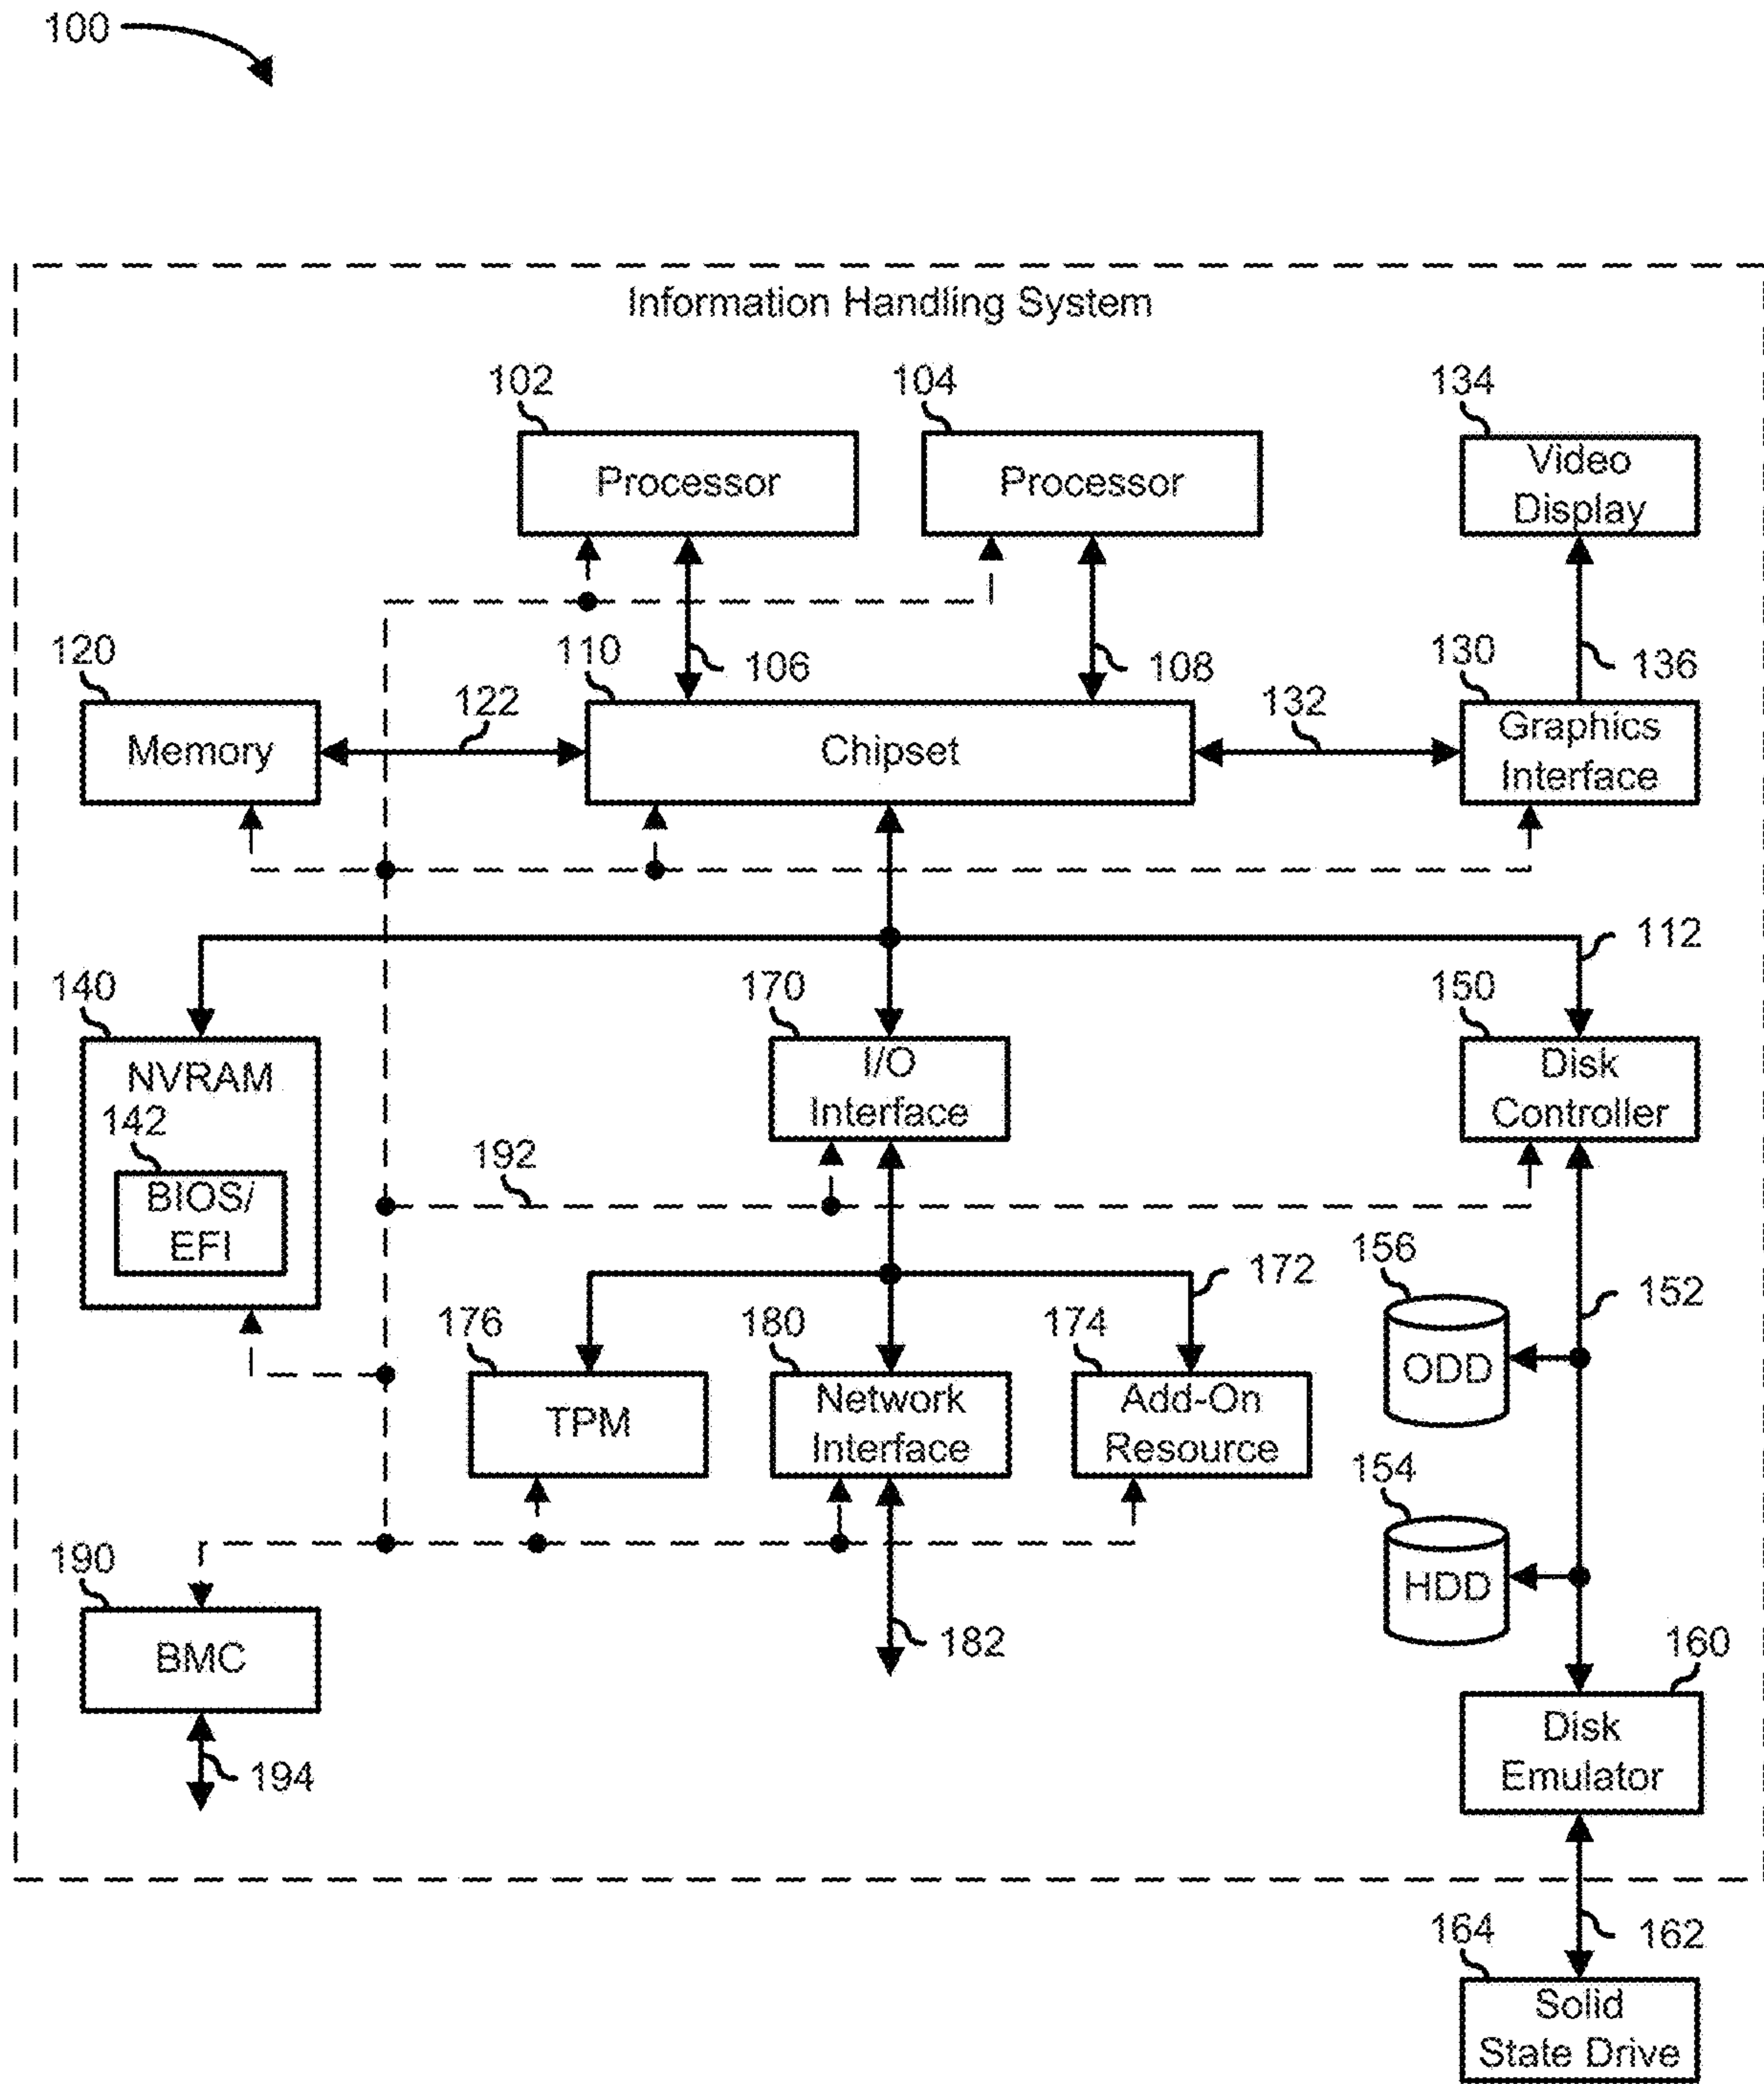 100
Information Handling System
102
104
134
Processor
Processor
Video
Display
120
110
106
108
130
136
122
132
Memory
Chipset
Graphics
Interface
112
140
170
150
NVRAM
I/O
Interface
Disk
Controller
142
BIOS/
EFI
192
172
156
152
176
180
174
ODD
TPM
Network
Interface
Add-On
Resource
154
HDD
190
BMC
182
160
Disk
Emulator
194
164
162
Solid
State Drive